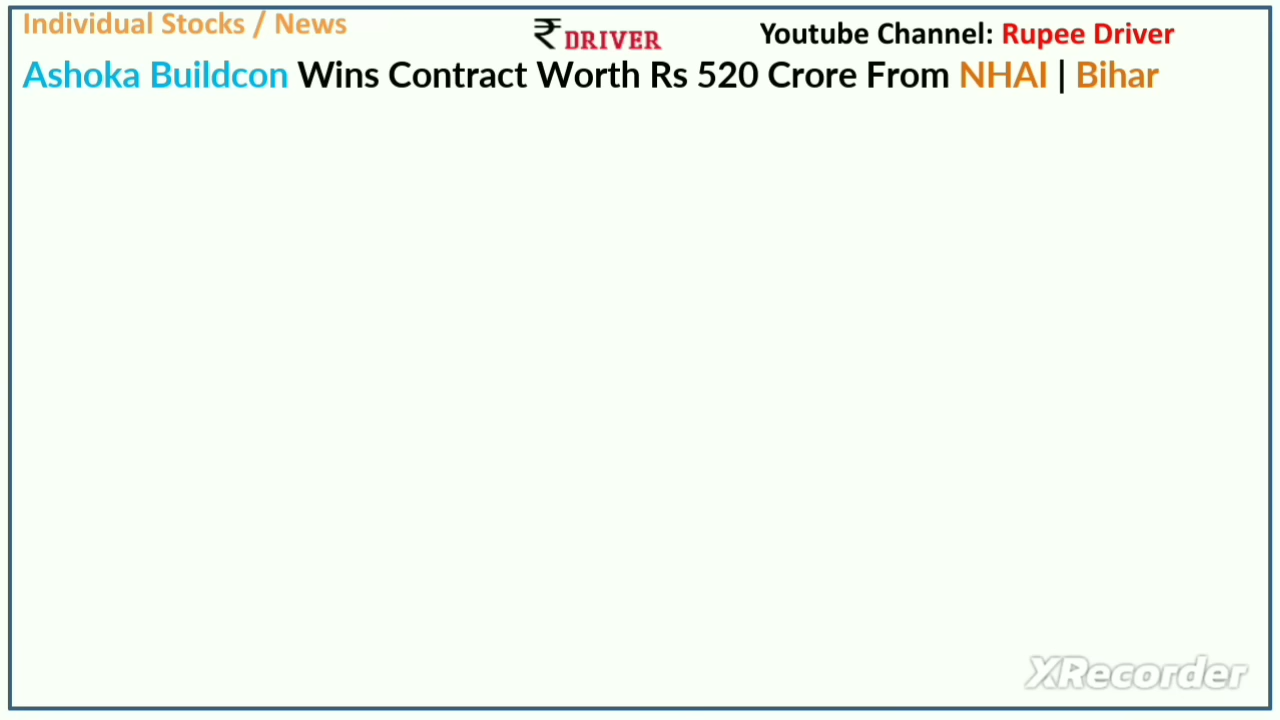 Individual Stocks / News
₹ DRIVER
Youtube Channel: Rupee Driver
Ashoka Buildcon Wins Contract Worth Rs 520 Crore From NHAI | Bihar
XRecorder